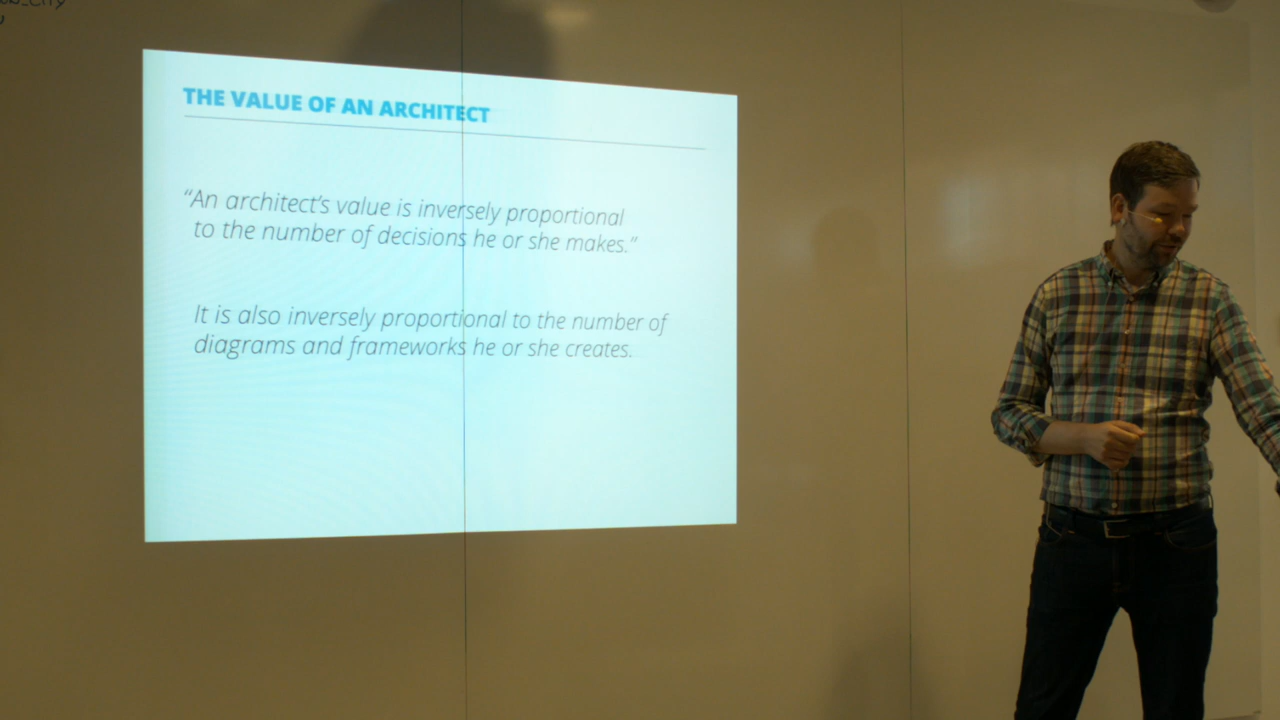 THE VALUE OF AN ARCHITECT
“An architect’s value is inversely proportional
to the number of decisions he or she makes.”
It is also inversely proportional to the number of
diagrams and frameworks he or she creates.